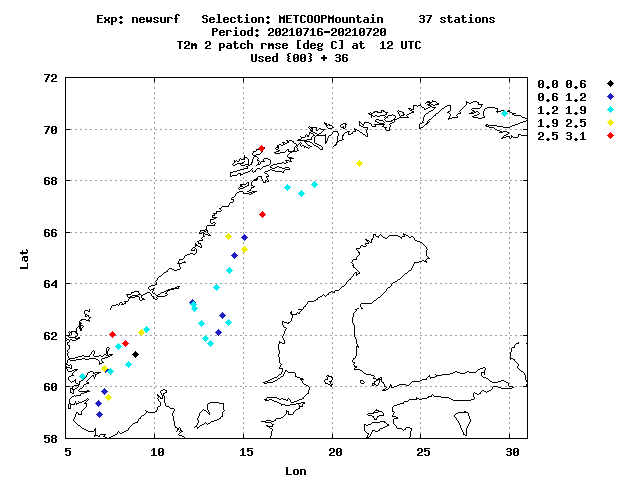 Exp: newsurf   Selection: METCOOPMountain     37 stations
Period: 20210716-20210720
T2m 2 patch rmse [deg C] at  12 UTC
Used {00} + 36
72
70
68
66
64
62
60
58
Lat
5 10 15 20 25 30
Lon
0.0 0.6
0.6 1.2
1.2 1.9
1.9 2.5
2.5 3.1